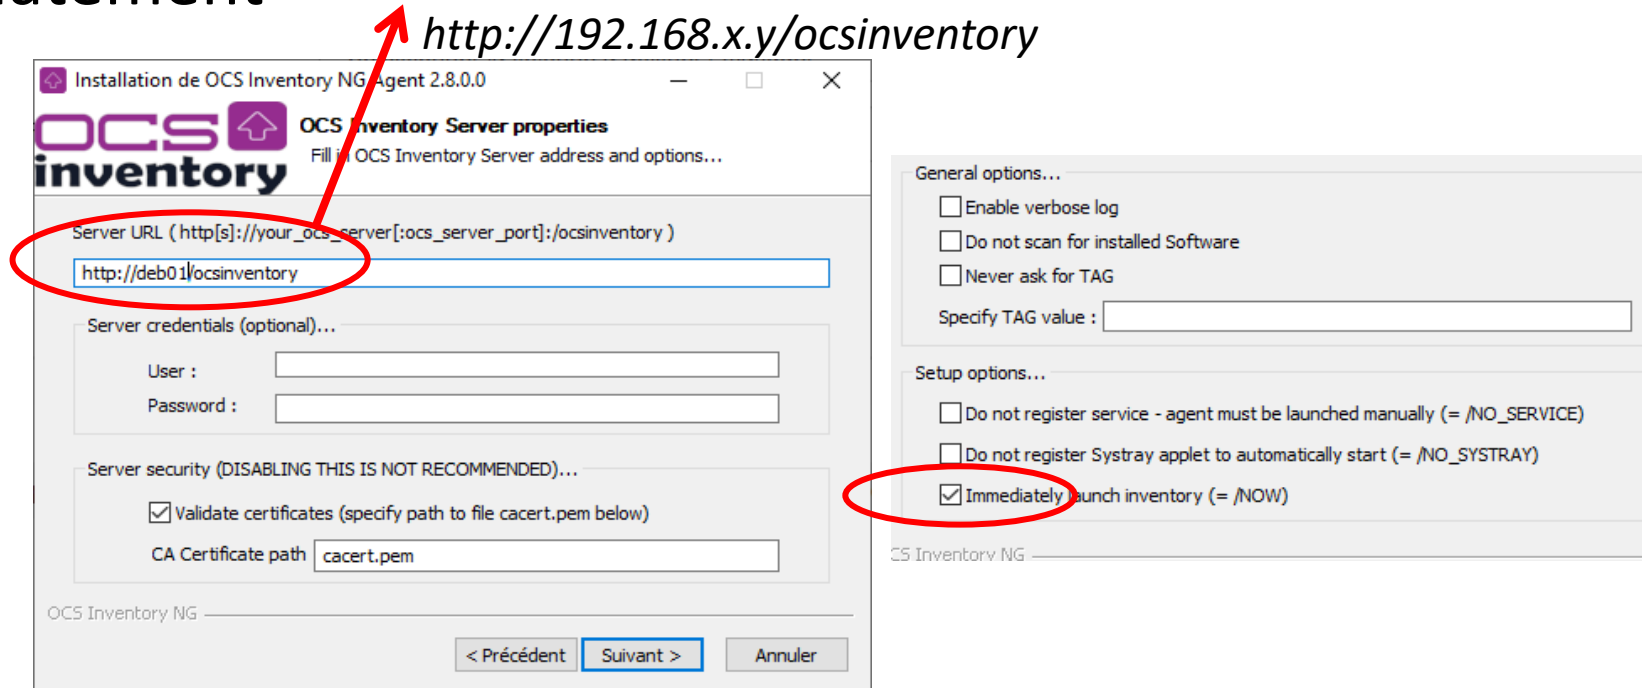 http://192.168.x.y/ocsinventory
Installation de OCS Inventory NG Agent 2.8.0.0
OCS inventory
OCS Inventory Server properties
Fill in OCS Inventory Server address and options...
Server URL ( http[s]://your_ocs_server[:ocs_server_port]:/ocsinventory )
http://deb01/ocsinventory
Server credentials (optional)...
User :
Password :
Server security (DISABLING THIS IS NOT RECOMMENDED)...
Validate certificates (specify path to file cacert.pem below)
CA Certificate path cacert.pem
OCS Inventory NG
< Précédent Suivant > Annuler
General options...
Enable verbose log
Do not scan for installed Software
Never ask for TAG
Specify TAG value :
Setup options...
Do not register service - agent must be launched manually (= /NO_SERVICE)
Do not register Systray applet to automatically start (= /NO_SYSTRAY)
Immediately launch inventory (= /NOW)
CS Inventory NG